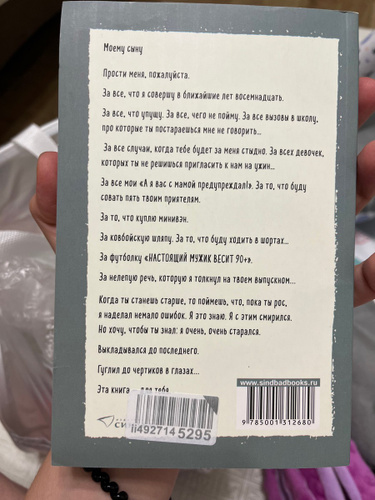 Моему сыну
Прости меня, пожалуйста.
За все, что я совершу в ближайшие лет восемнадцать.
За все, что упущу. За все, чего не пойму. За все вызовы в школу,
про которые ты постараешься мне не говорить...
За все случаи, когда тебе будет за меня стыдно. За всех девочек,
которых ты не решишься пригласить к нам на ужин...
За все мои «А я вас с мамой предупреждал!». За то, что буду
совать пять твоим приятелям.
За то, что куплю минивэн.
За ковбойскую шляпу. За то, что буду ходить в шортах...
За футболку «НАСТОЯЩИЙ МУЖИК ВЕСИТ 90+».
За нелепую речь, которую я толкнул на твоем выпускном...
Когда ты станешь старше, то поймешь, что, пока ты рос,
я наделал немало ошибок. Я это знаю. Я с этим смирился.
Но хочу, чтобы ты знал: я очень, очень старался.
Выкладывался до последнего.
Гуглил до чертиков в глазах...
Эта книга — для тебя.
www.sindbadbooks.ru
9 785001 312680
li4927145295